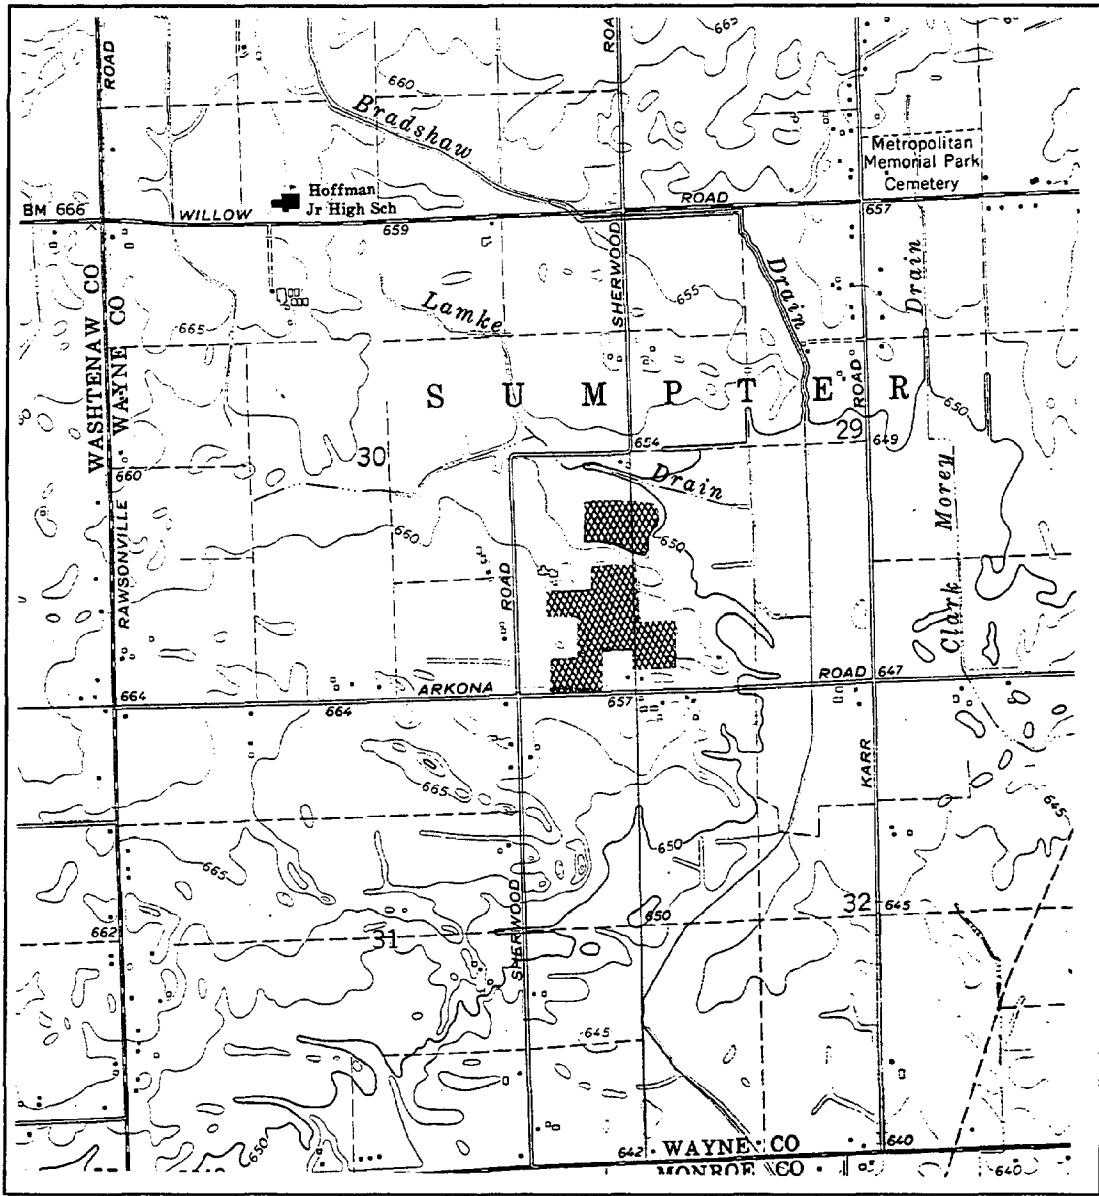 665
ROAD
ROA
660
Bradshaw
Metropolitan
Memorial Park
Cemetery
Hoffman
Jr High Sch
BM 666
WILLOW
659
ROAD
657
SHERWOOD
Drain
Drain
WASHTENAW CO
WAYNE CO
665
Lamke
655
ROAD
SUMPTER
650
30
654
29
649
660
Drain
RAWSONVILLE
660
650
Clark Morey
ROAD
664
ARKONA
664
657
ROAD
647
665
KARR
645
650
665
SHERWOOD
650
32
645
662
31
645
650
642
WAYNE CO
640
MONROE CO
640